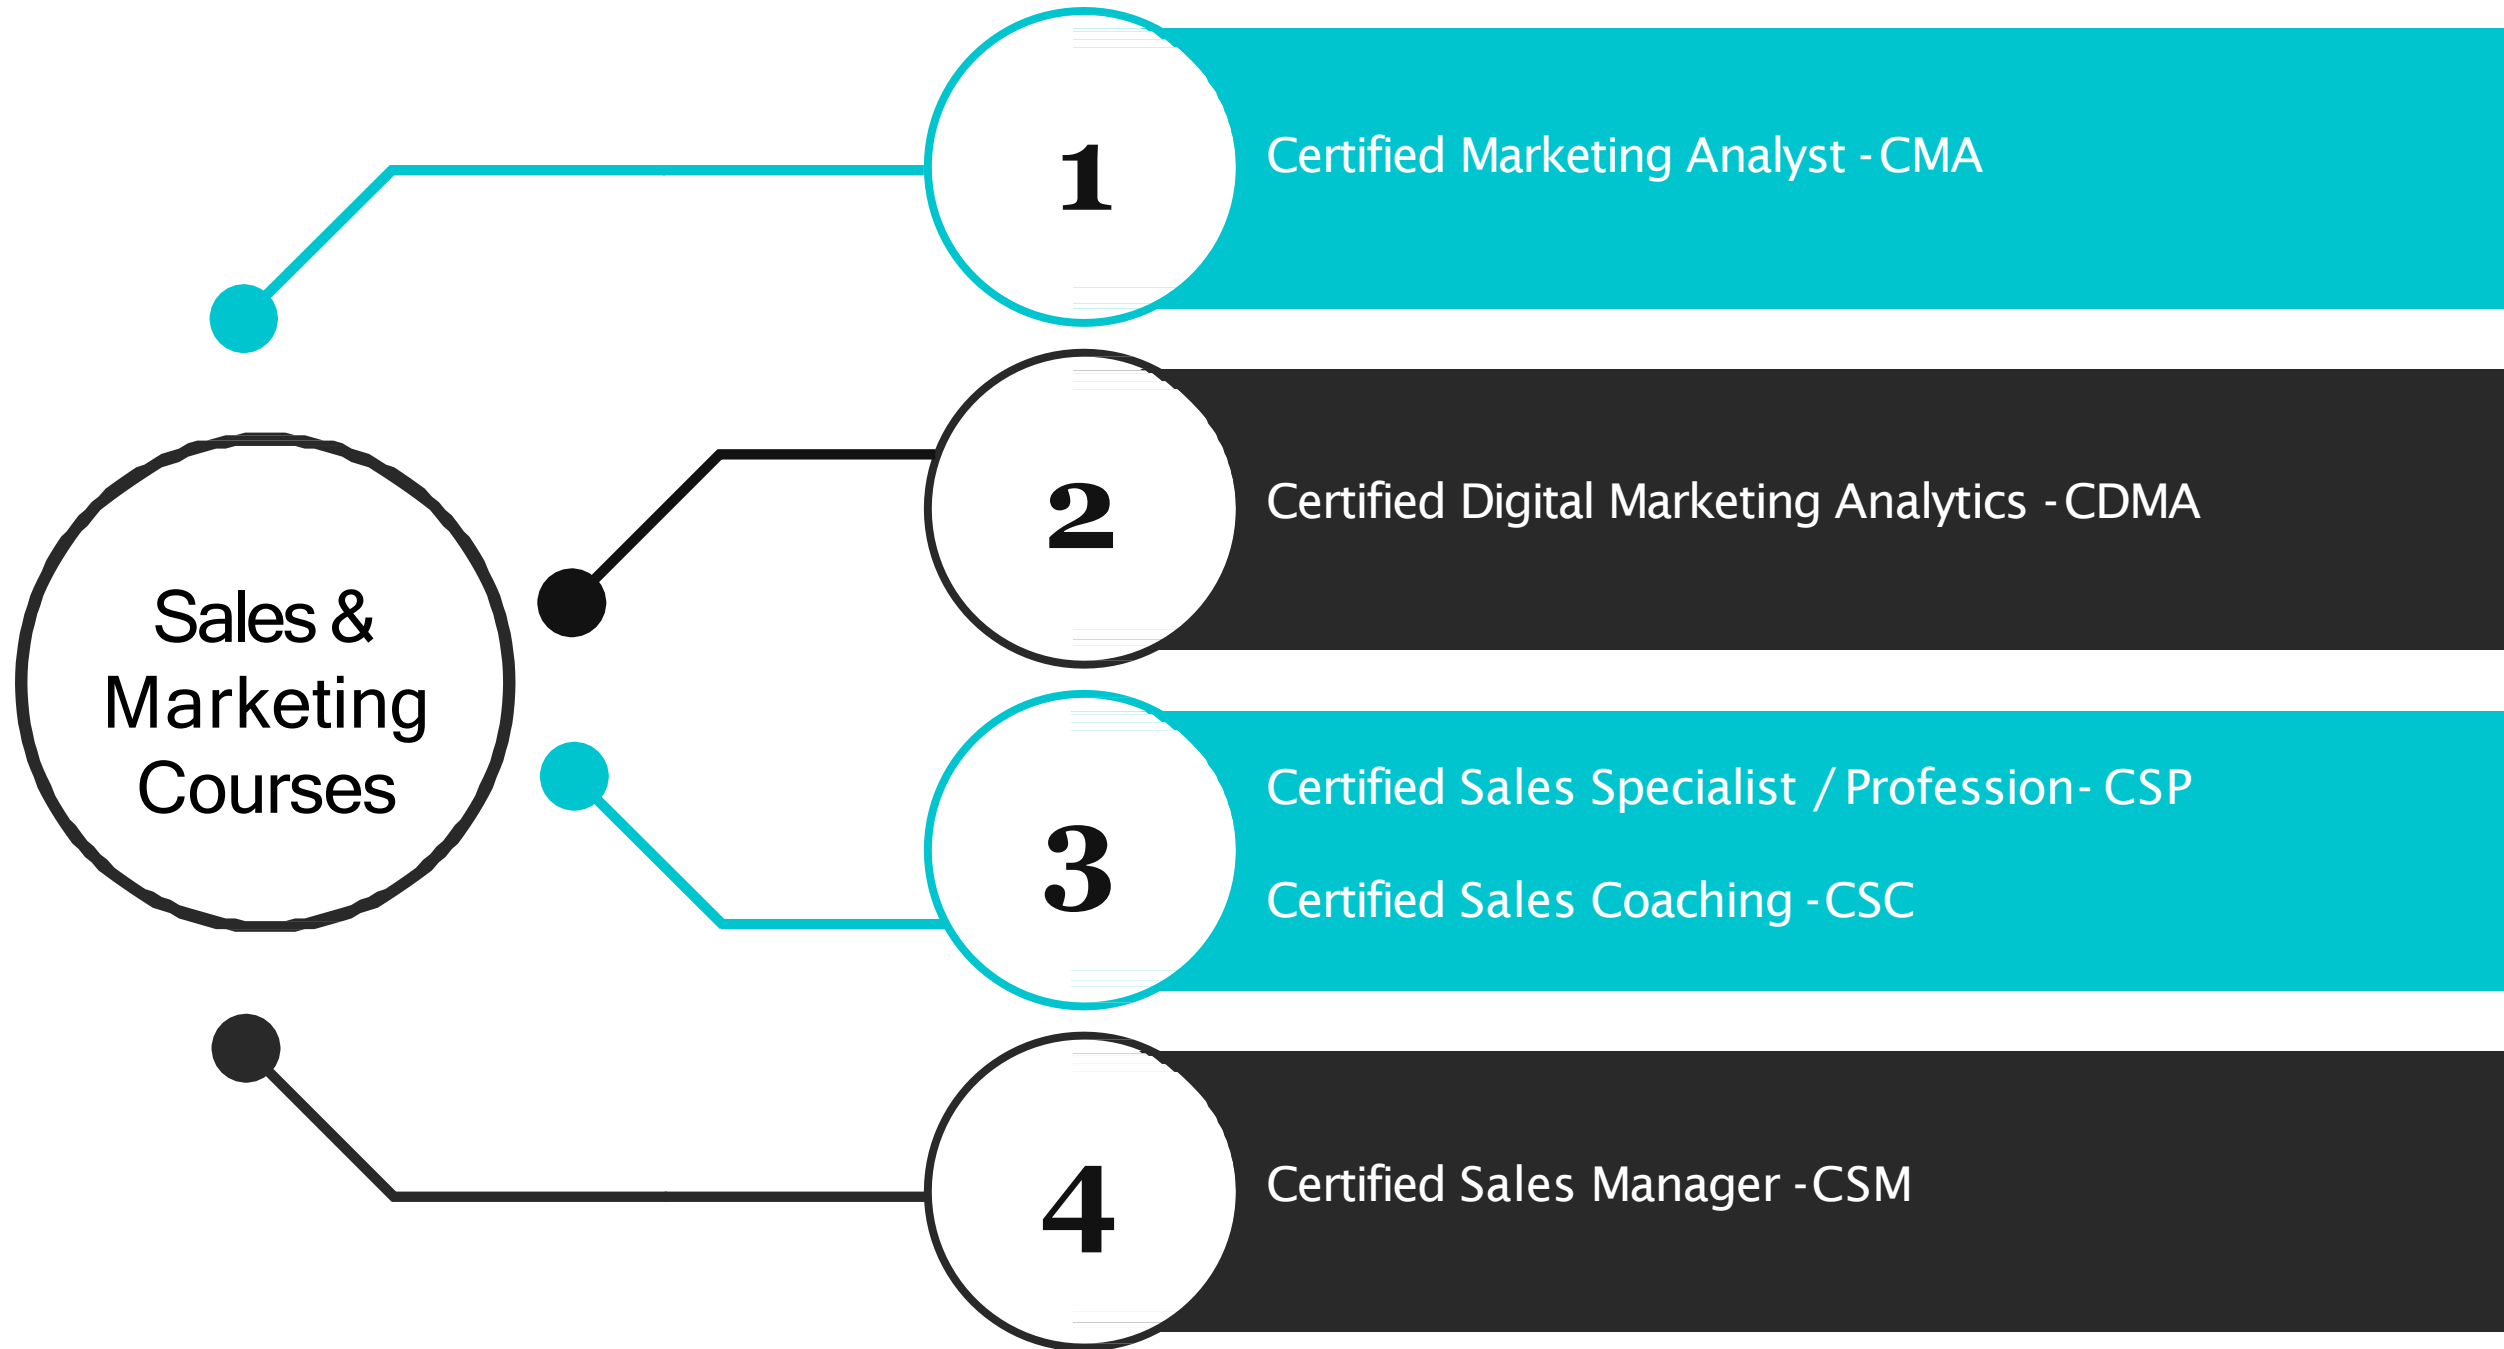 1
Certified Marketing Analyst - CMA
2
Certified Digital Marketing Analytics - CDMA
Sales &
Marketing
Courses
3
Certified Sales Specialist / Profession- CSP
Certified Sales Coaching - CSC
4
Certified Sales Manager - CSM